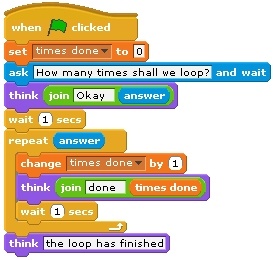 when clicked
set times done to 0
ask How many times shall we loop? and wait
think join Okay answer
wait 1 secs
repeat answer
change times done by 1
think join done times done
wait 1 secs
think the loop has finished